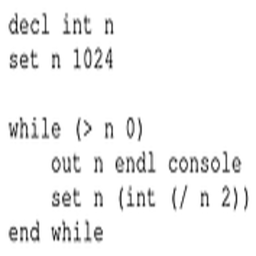 decl int n
set n 1024

while (> n 0)
    out n endl console
    set n (int (/ n 2))
end while